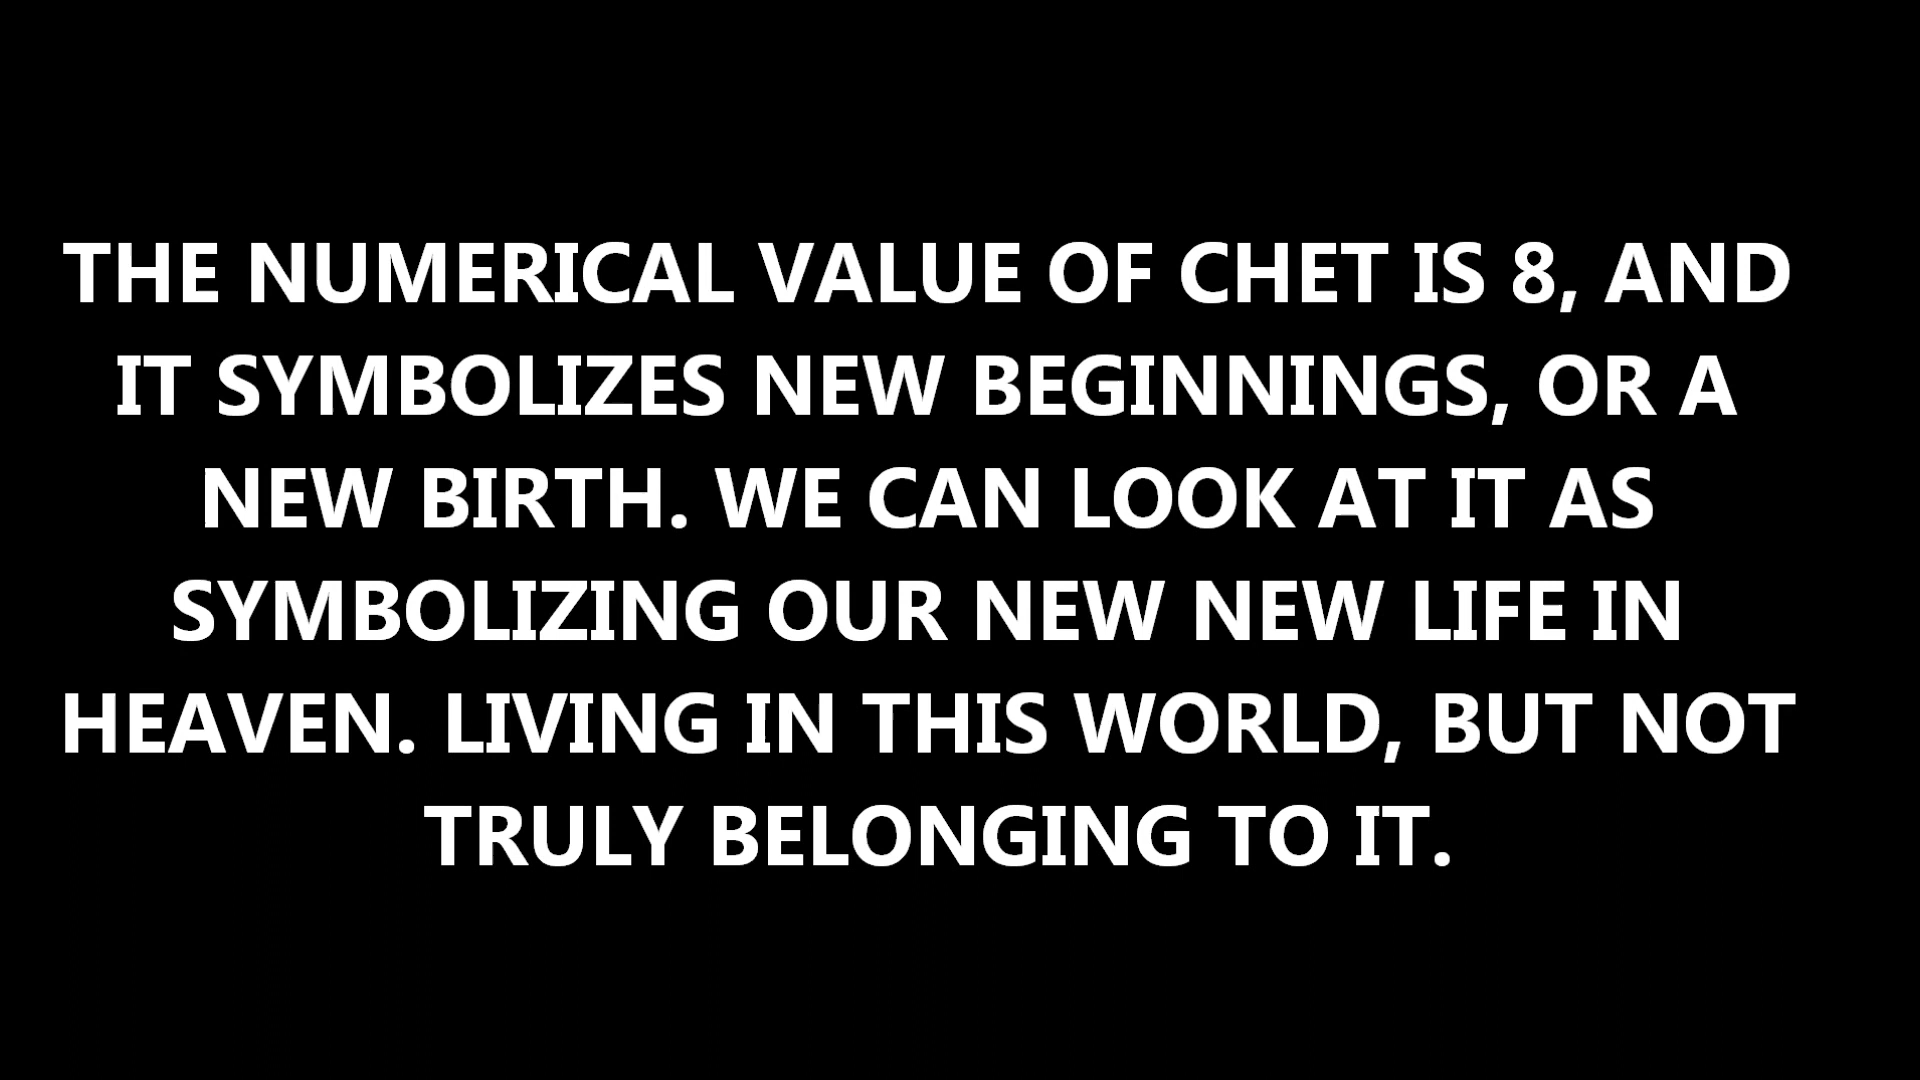 THE NUMERICAL VALUE OF CHET IS 8, AND
IT SYMBOLIZES NEW BEGINNINGS, OR A
NEW BIRTH. WE CAN LOOK AT IT AS
SYMBOLIZING OUR NEW NEW LIFE IN
HEAVEN. LIVING IN THIS WORLD, BUT NOT
TRULY BELONGING TO IT.